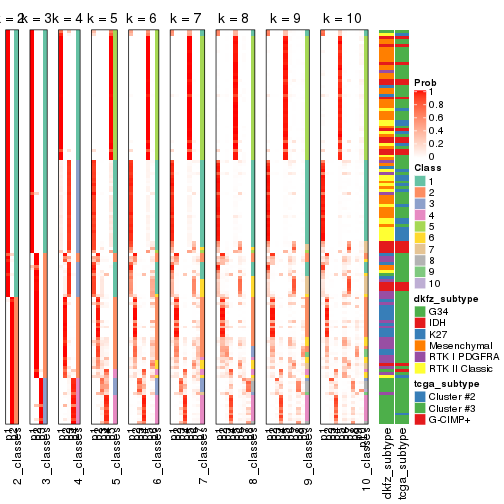 k = 2 k = 3 k = 4 k = 5 k = 6 k = 7 k = 8 k = 9 k = 10
Prob
1
0.8
0.6
0.4
0.2
0
Class
1
2
3
4
5
6
7
8
9
10
dkfz_subtype
G34
IDH
K27
Mesenchymal
RTK I PDGFRA
RTK II Classic
tcga_subtype
Cluster #2
Cluster #3
G-CIMP+
2_classes
3_classes
4_classes
5_classes
6_classes
7_classes
8_classes
9_classes
10_classes
dkfz_subtype
tcga_subtype